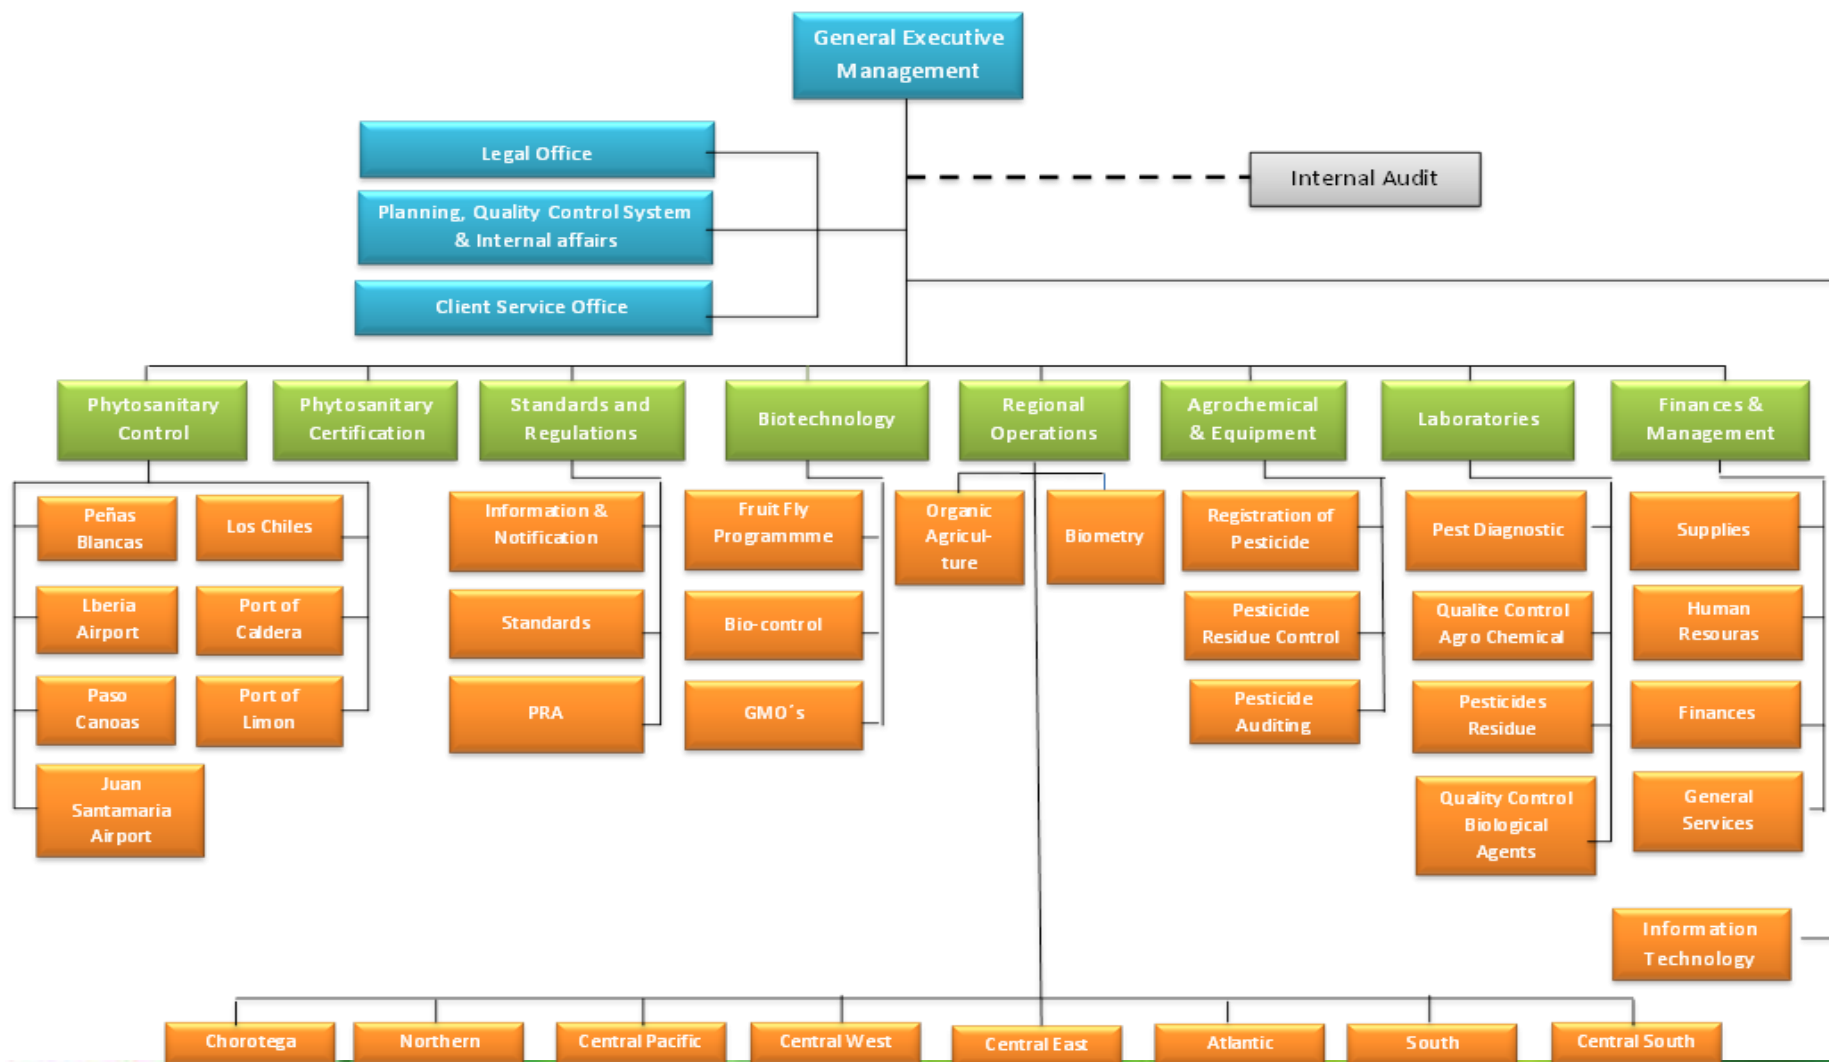 General Executive
Management
Legal Office
Internal Audit
Planning, Quality Control System
& Internal affairs
Client Service Office
Phytosanitary
Control
Phytosanitary
Certification
Standards and
Regulations
Biotechnology
Regional
Operations
Agrochemical
& Equipment
Laboratories
Finances &
Management
Peñas
Blancas
Los Chiles
Lberia
Airport
Port of
Caldera
Paso
Canoas
Port of
Limon
Juan
Santamaria
Airport
Information &
Notification
Standards
PRA
Fruit Fly
Programmme
Bio-control
GMO´s
Organic
Agricul-
ture
Biometry
Registration of
Pesticide
Pesticide
Residue Control
Pesticide
Auditing
Pest Diagnostic
Qualite Control
Agro Chemical
Pesticides
Residue
Quality Control
Biological
Agents
Supplies
Human
Resouras
Finances
General
Services
Information
Technology
Chorotega
Northern
Central Pacific
Central West
Central East
Atlantic
South
Central South